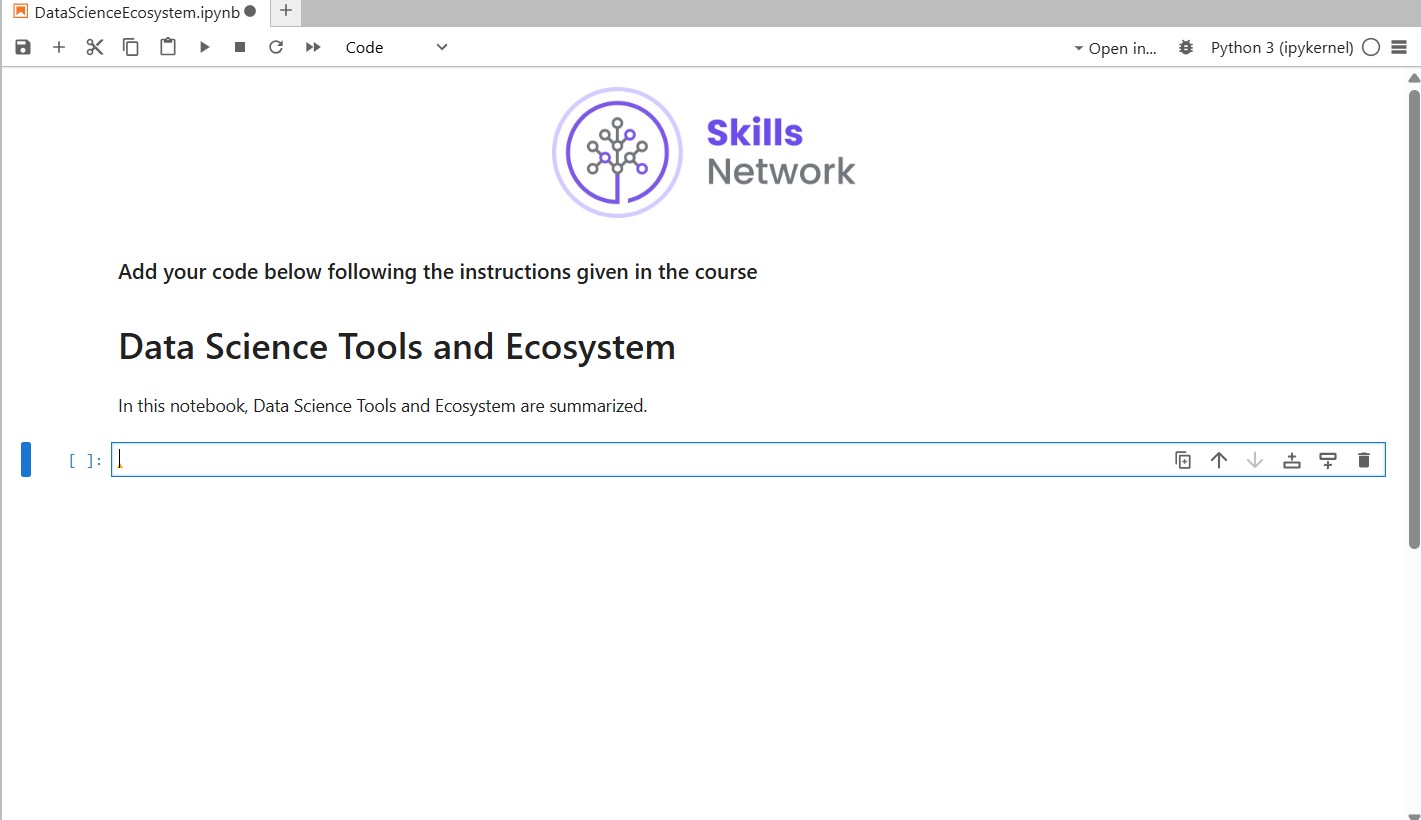 DataScienceEcosystem.ipynb
Code
Open in...
Python 3 (ipykernel)
Skills
Network
Add your code below following the instructions given in the course
Data Science Tools and Ecosystem
In this notebook, Data Science Tools and Ecosystem are summarized.
[ ]: